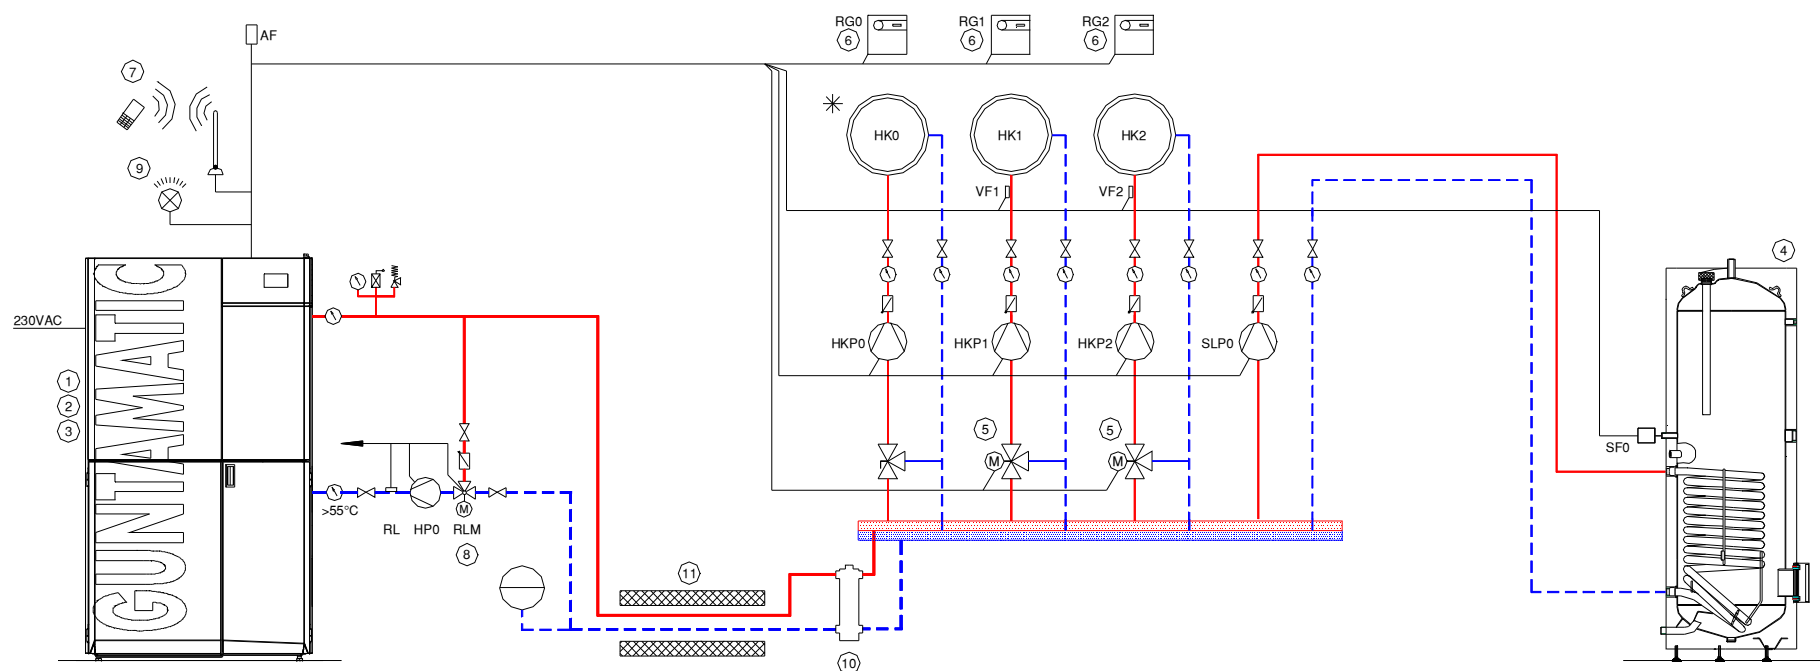 RG0
RG1
RG2
6
6
6
AF
7
HK0
HK1
HK2
9
VF1
VF2
4
GUNTAMATIC
230VAC
HKP0
HKP1
HKP2
SLP0
1
2
3
5
5
SF0
M
M
>55°C
M
RL
HP0
RLM
8
11
10